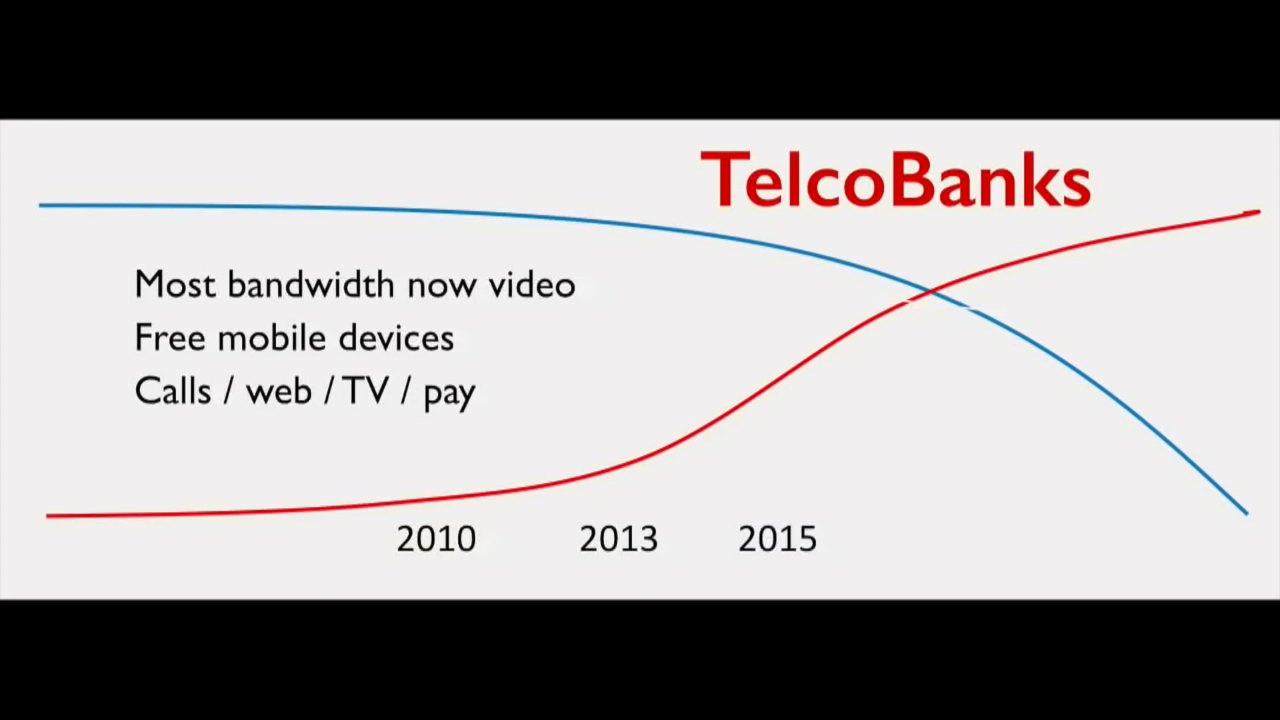 TelcoBanks
Most bandwidth now video
Free mobile devices
Calls / web / TV / pay
2010 2013 2015